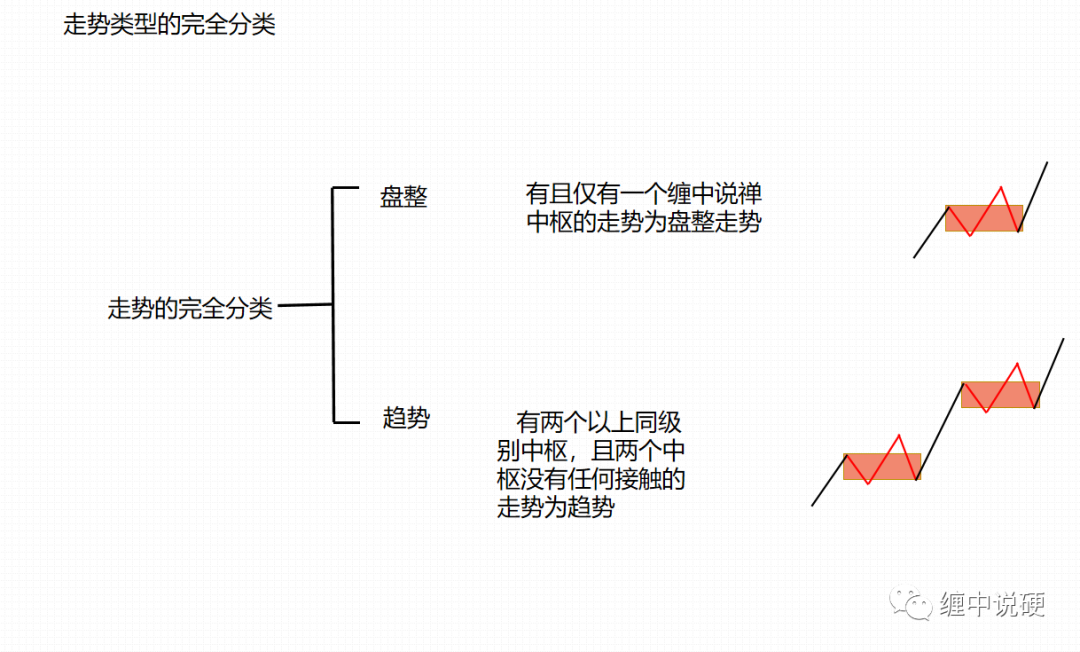 走势类型的完全分类
盘整
有且仅有一个缠中说禅
中枢的走势为盘整走势
走势的完全分类
趋势
有两个以上同级
别中枢，且两个中
枢没有任何接触的
走势为趋势
缠中说硬